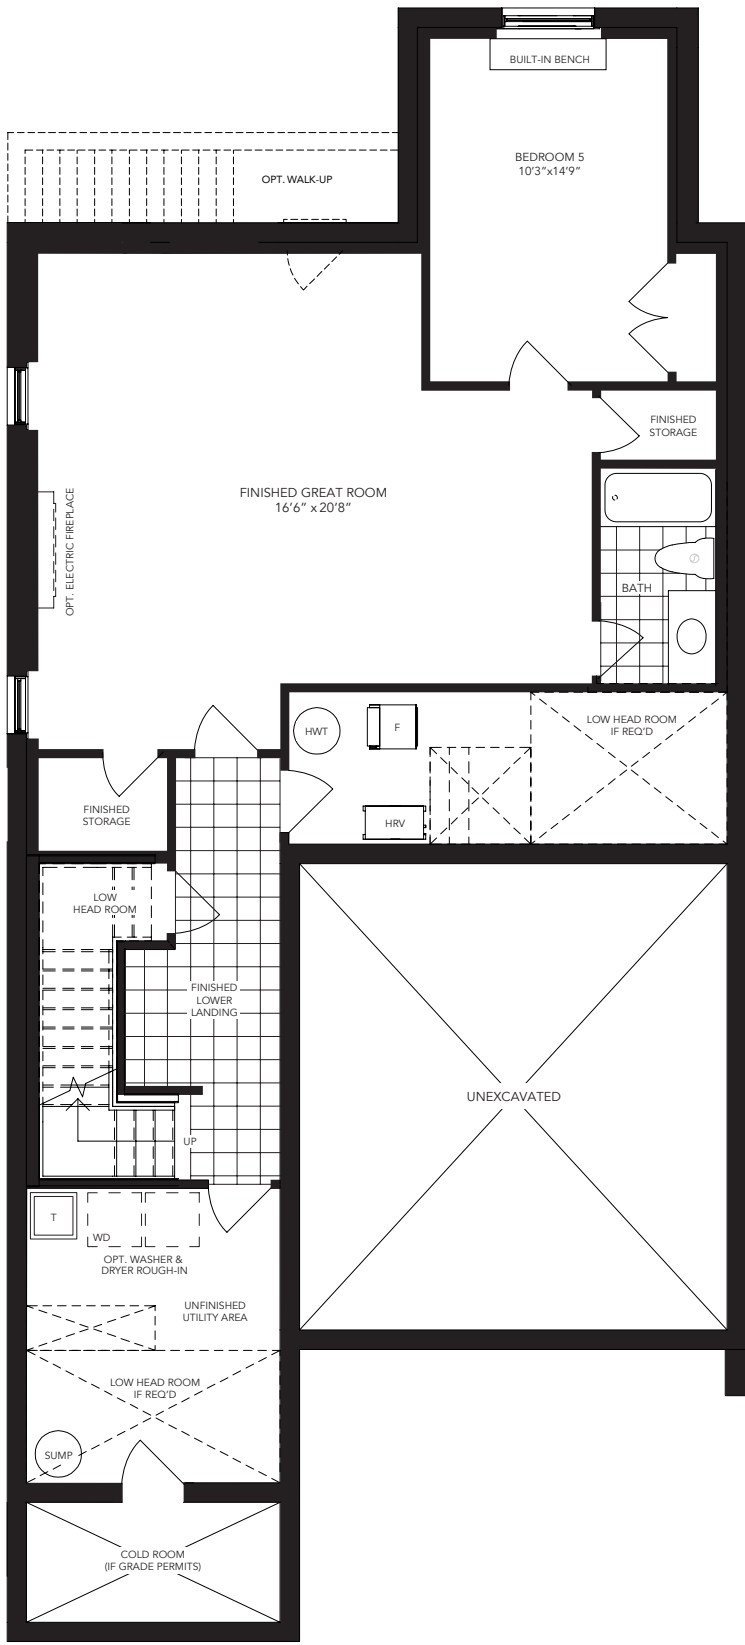 BUILT-IN BENCH
BEDROOM 5
10'3"x14'9"
OPT. WALK-UP
FINISHED
STORAGE
FINISHED GREAT ROOM
16'6" x 20'8"
OPT. ELECTRIC FIREPLACE
BATH
HWT
F
LOW HEAD ROOM
IF REQ'D
HRV
FINISHED
STORAGE
LOW
HEAD ROOM
FINISHED
LOWER
LANDING
UNEXCAVATED
UP
T
WD
OPT. WASHER &
DRYER ROUGH-IN
UNFINISHED
UTILITY AREA
LOW HEAD ROOM
IF REQ'D
SUMP
COLD ROOM
(IF GRADE PERMITS)